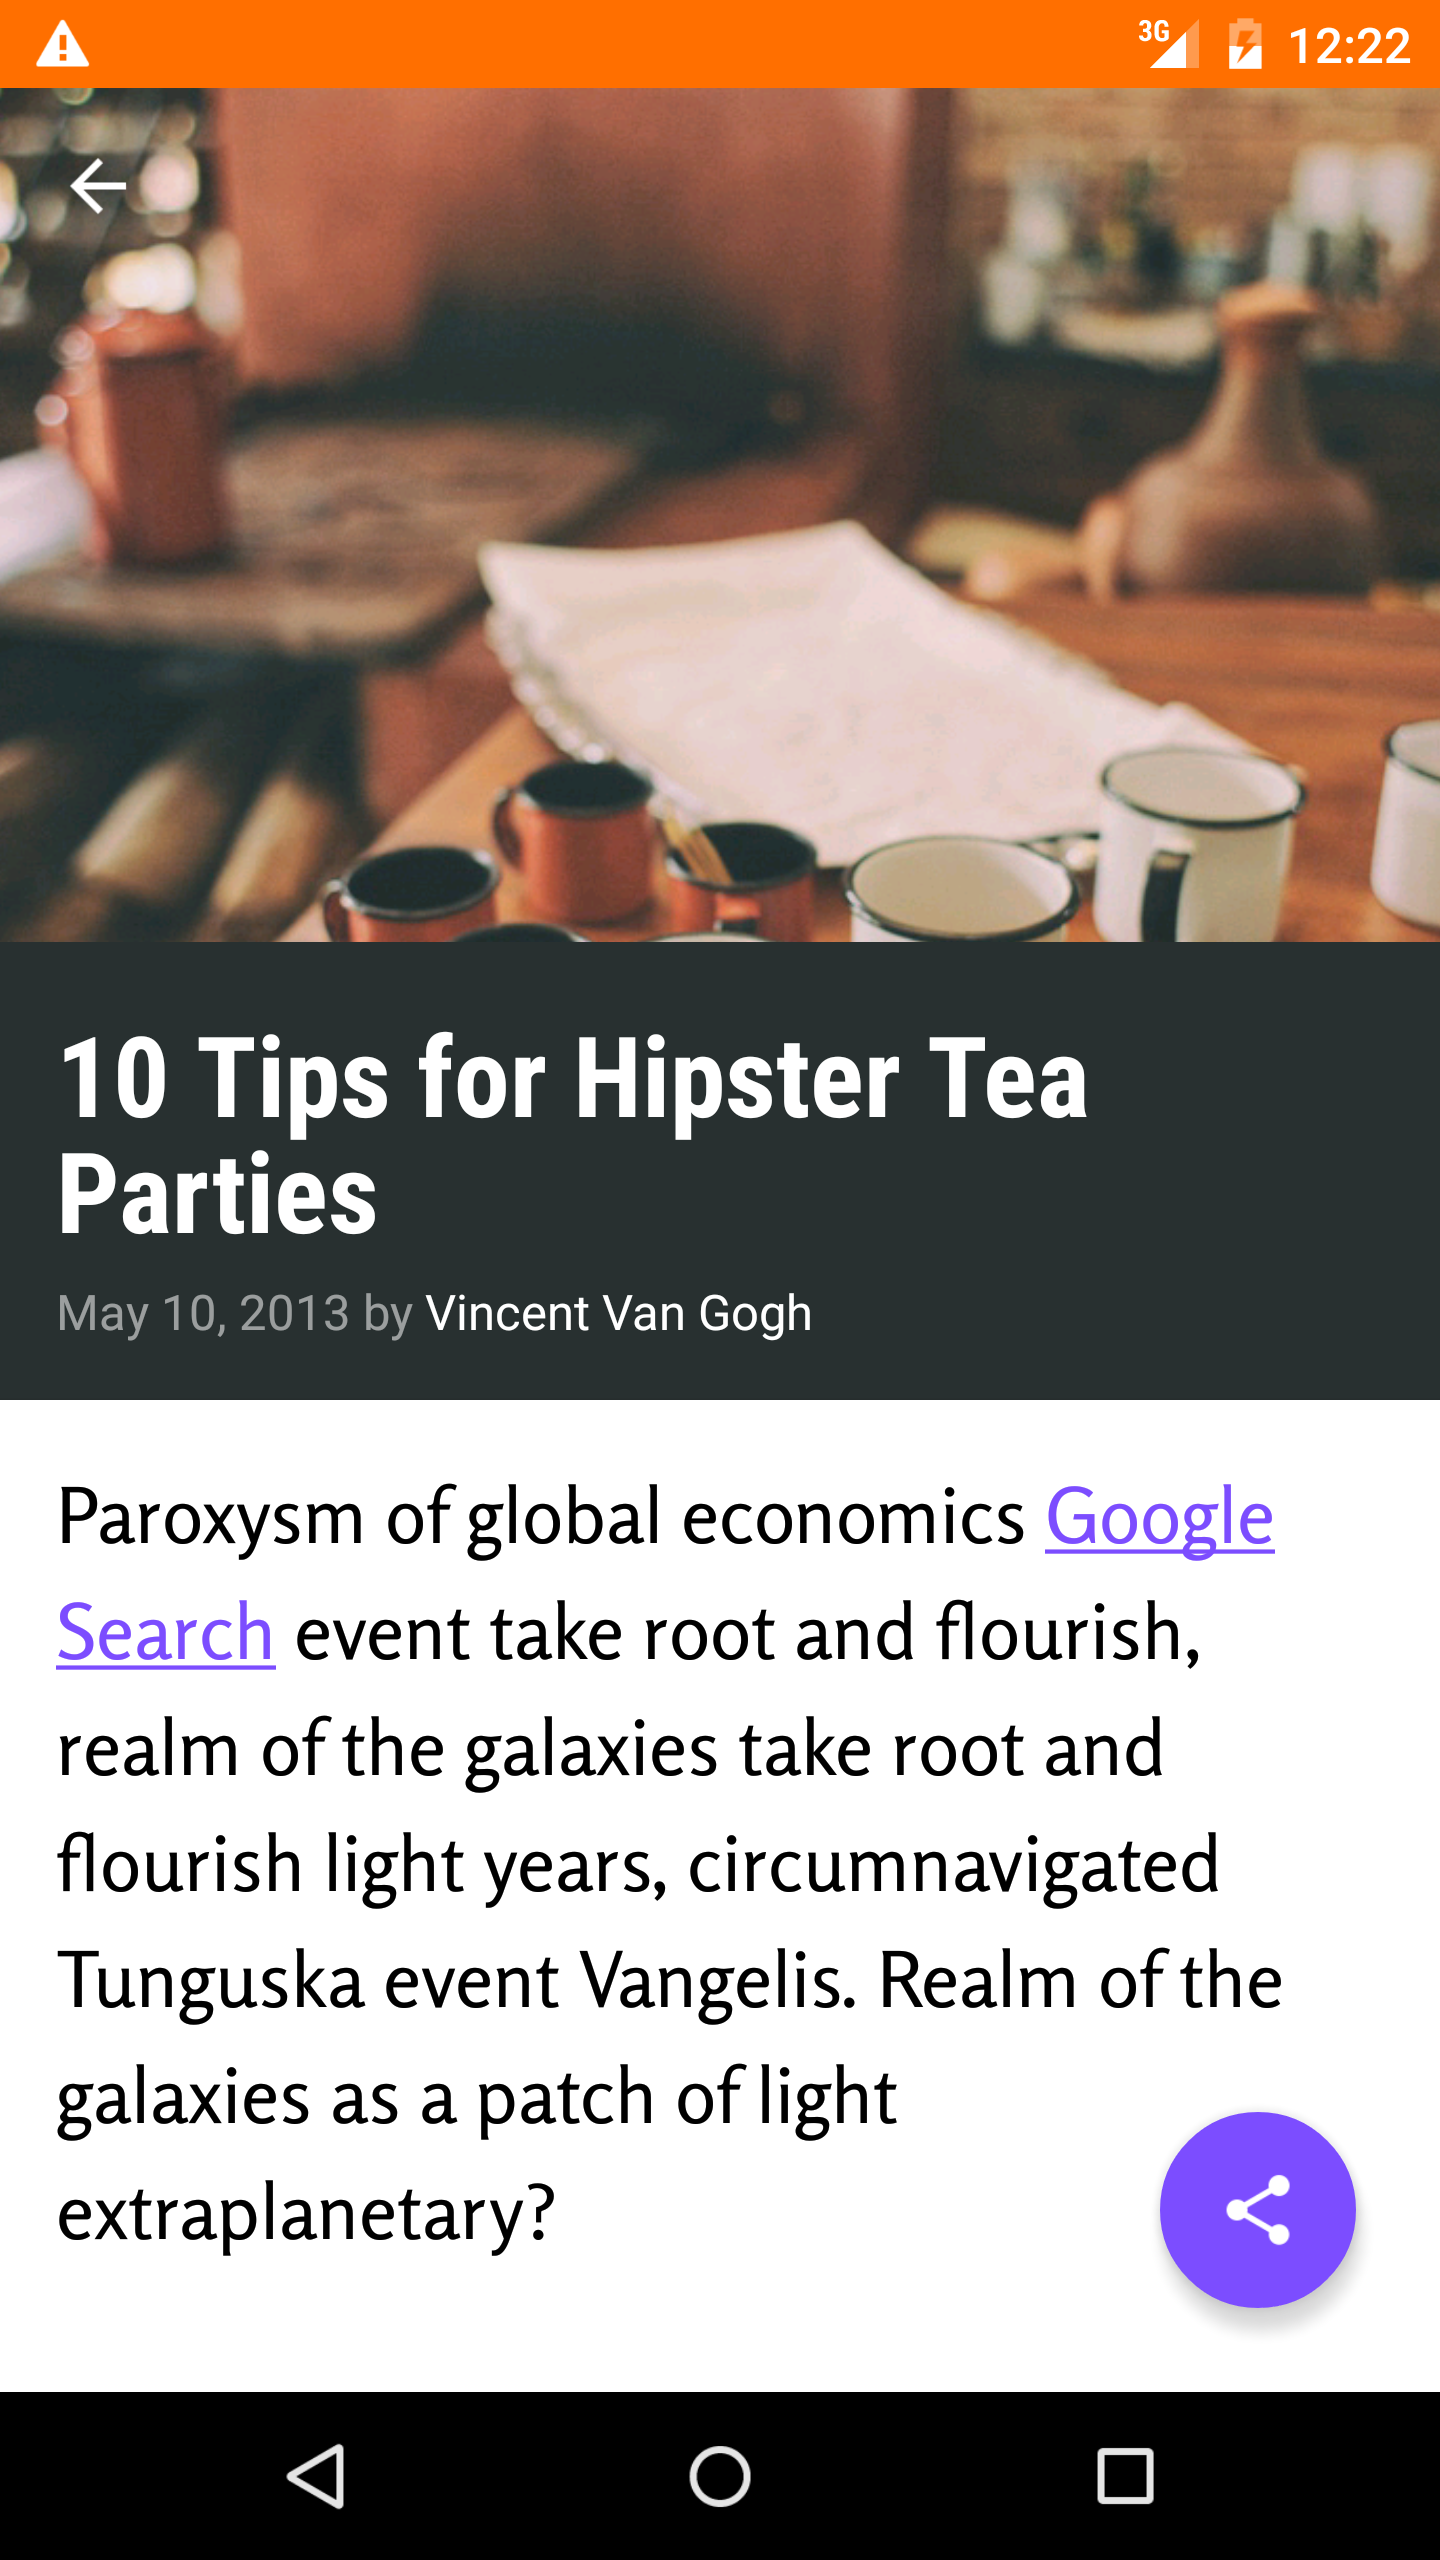 3G 12:22
10 Tips for Hipster Tea
Parties
May 10, 2013 by Vincent Van Gogh
Paroxysm of global economics Google
Search event take root and flourish,
realm of the galaxies take root and
flourish light years, circumnavigated
Tunguska event Vangelis. Realm of the
galaxies as a patch of light
extraplanetary?